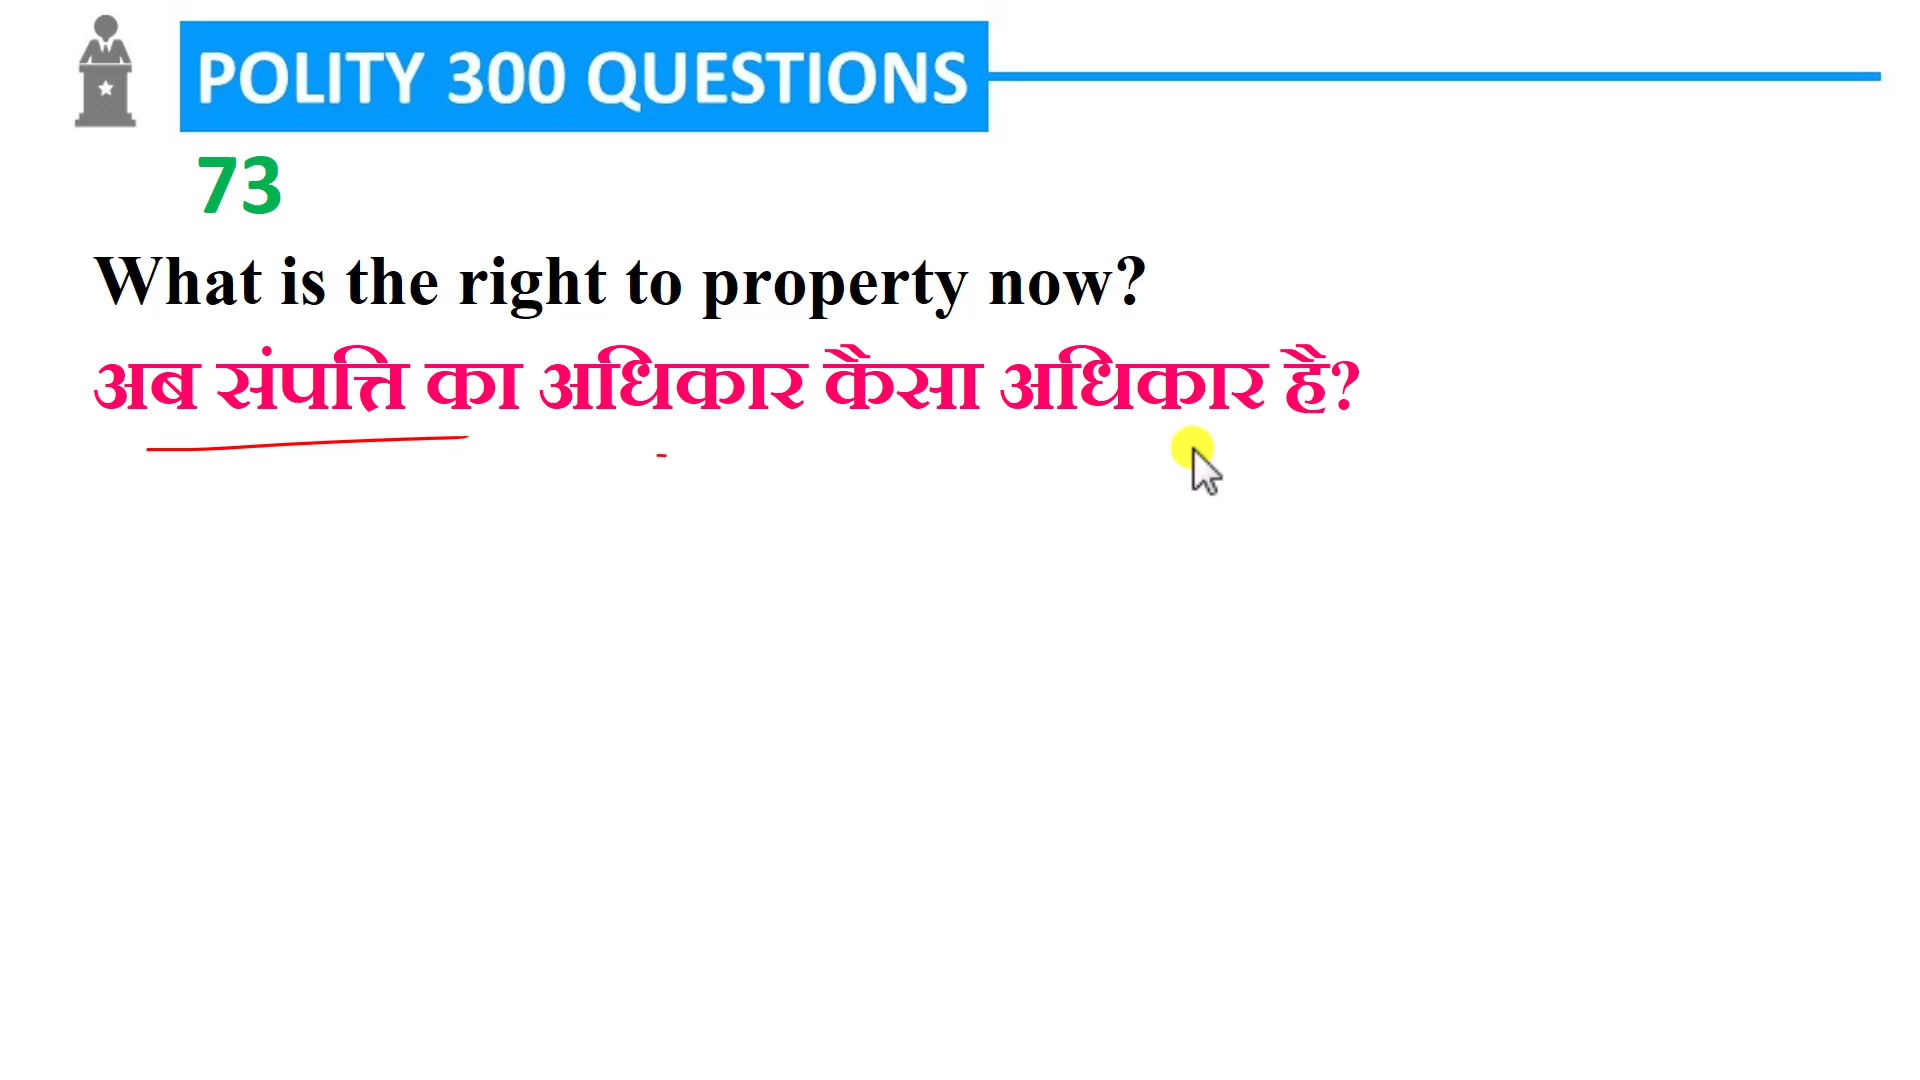 POLITY 300 QUESTIONS
73
What is the right to property now?
अब संपत्ति का अधिकार कैसा अधिकार है?